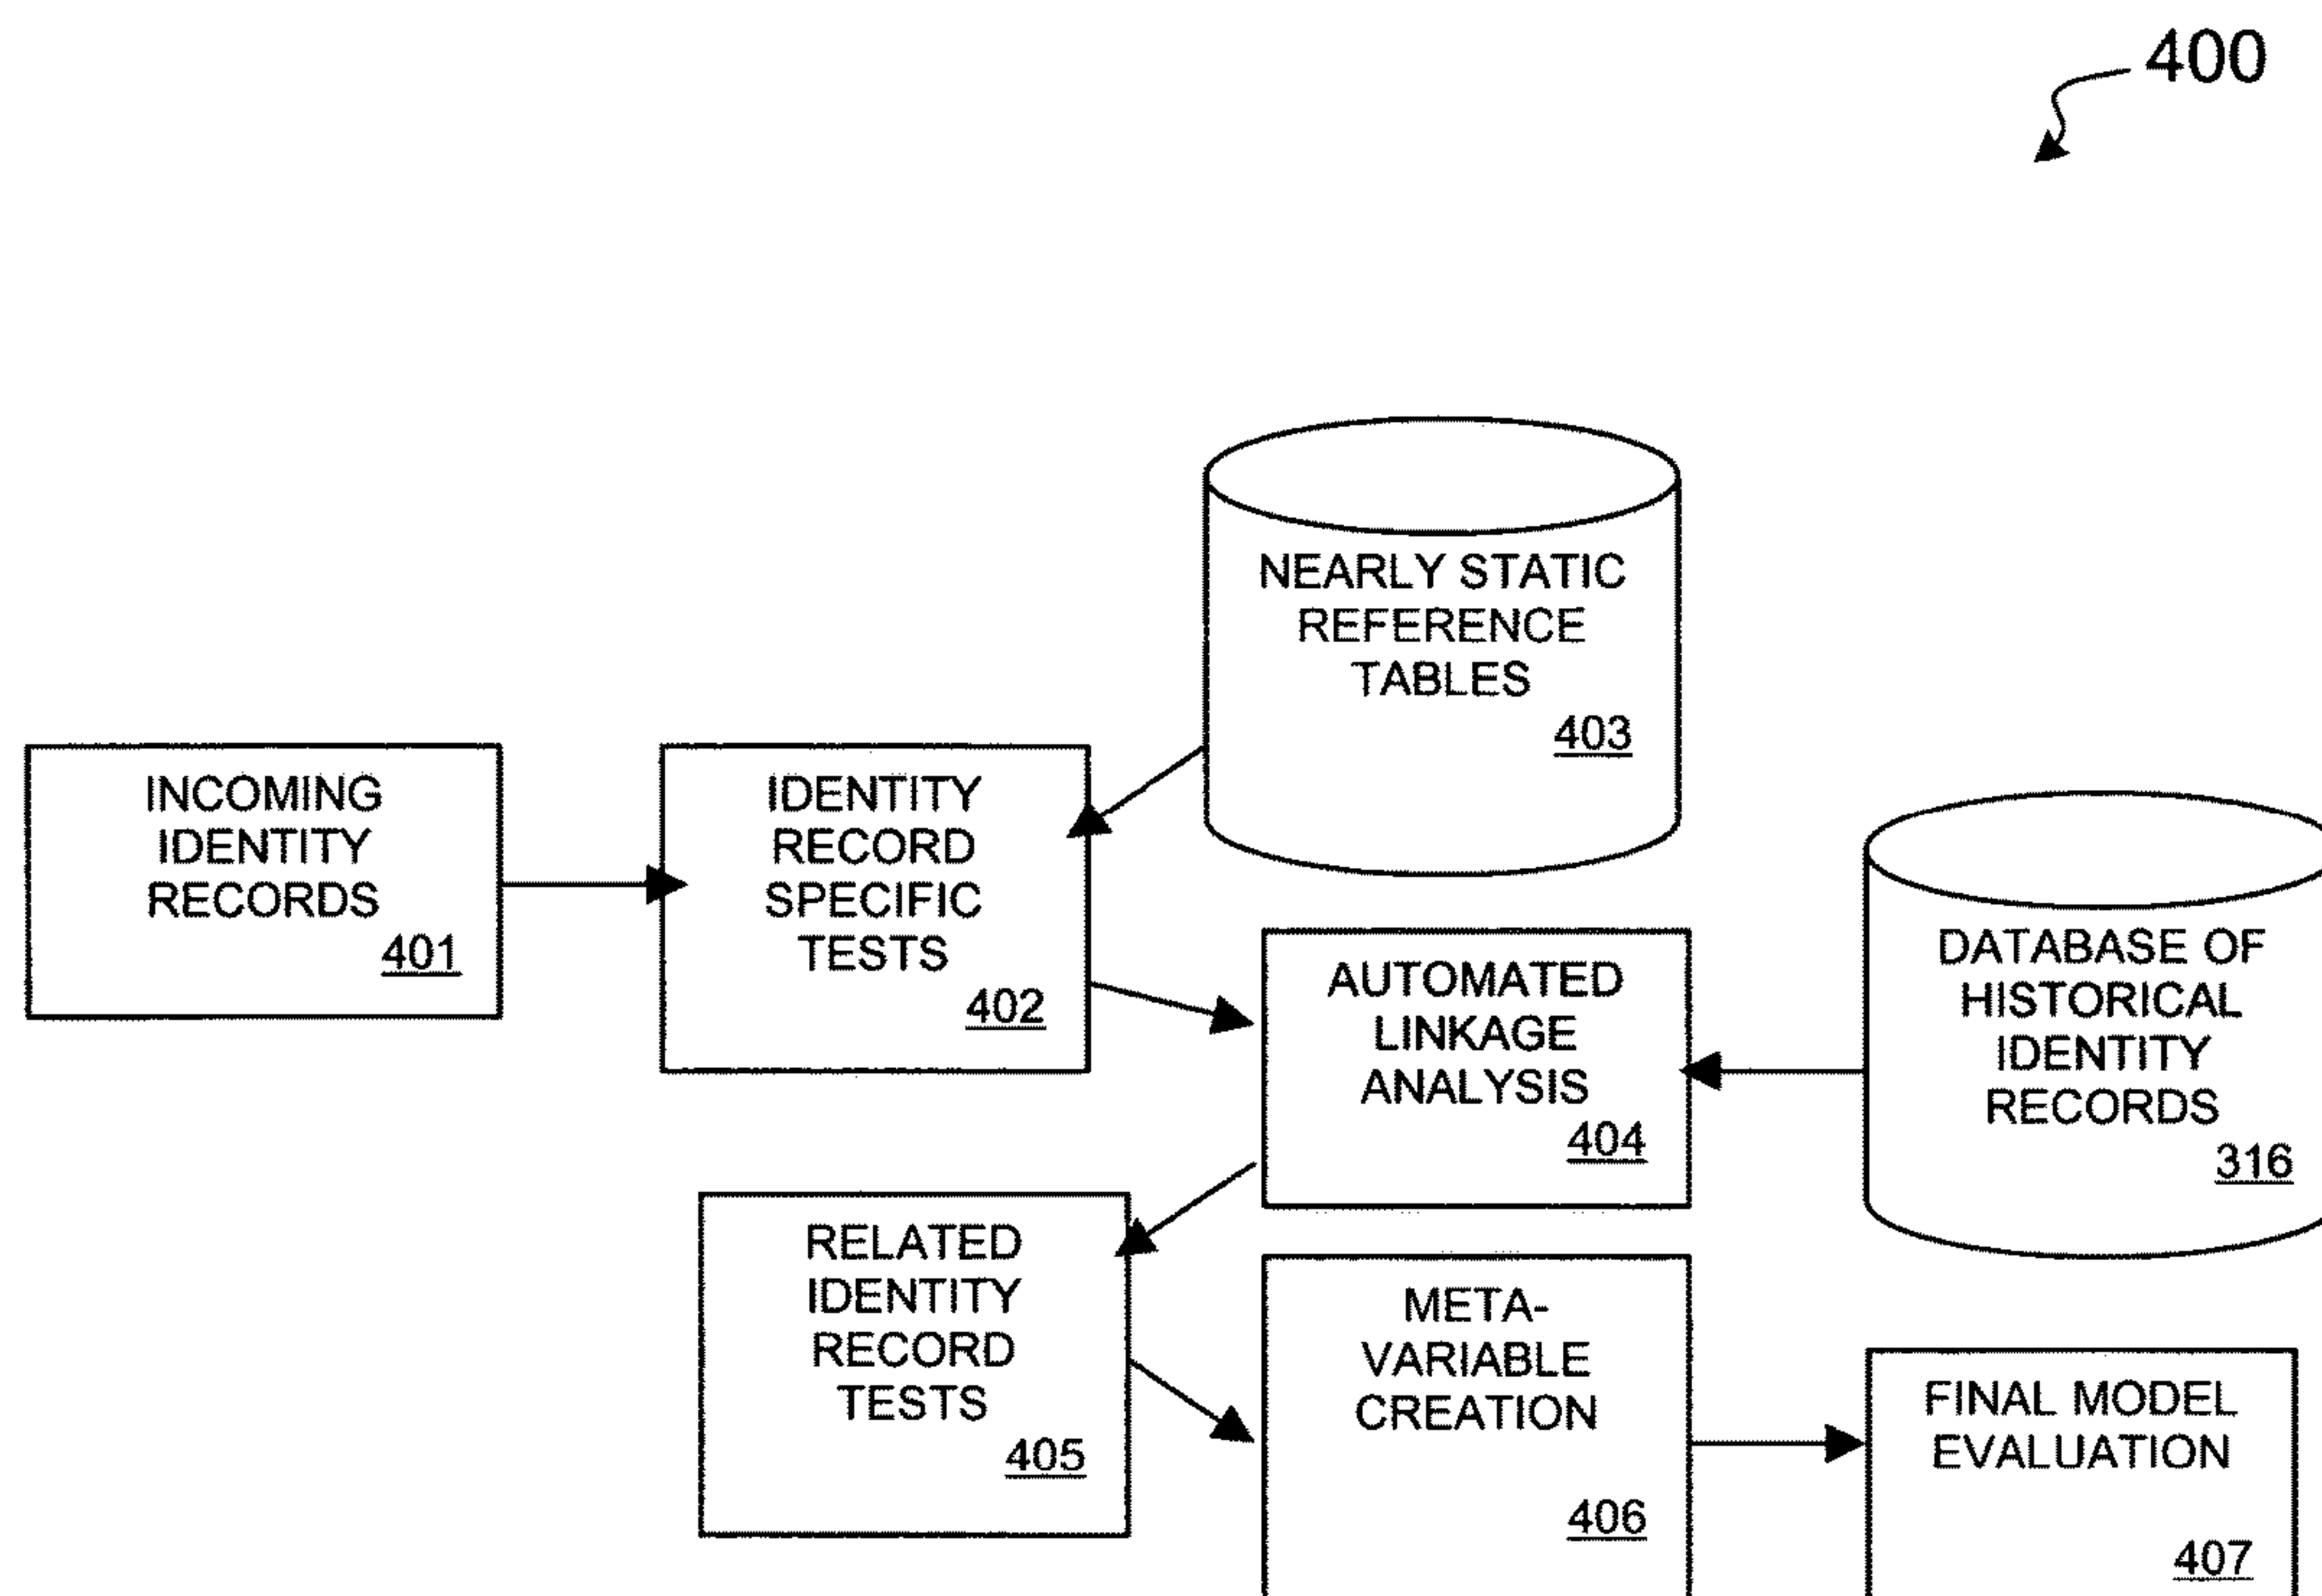 400
NEARLY STATIC
REFERENCE
TABLES
403
INCOMING
IDENTITY
RECORDS
401
IDENTITY
RECORD
SPECIFIC
TESTS
402
AUTOMATED
LINKAGE
ANALYSIS
404
DATABASE OF
HISTORICAL
IDENTITY
RECORDS
316
RELATED
IDENTITY
RECORD
TESTS
405
META-
VARIABLE
CREATION
406
FINAL MODEL
EVALUATION
407